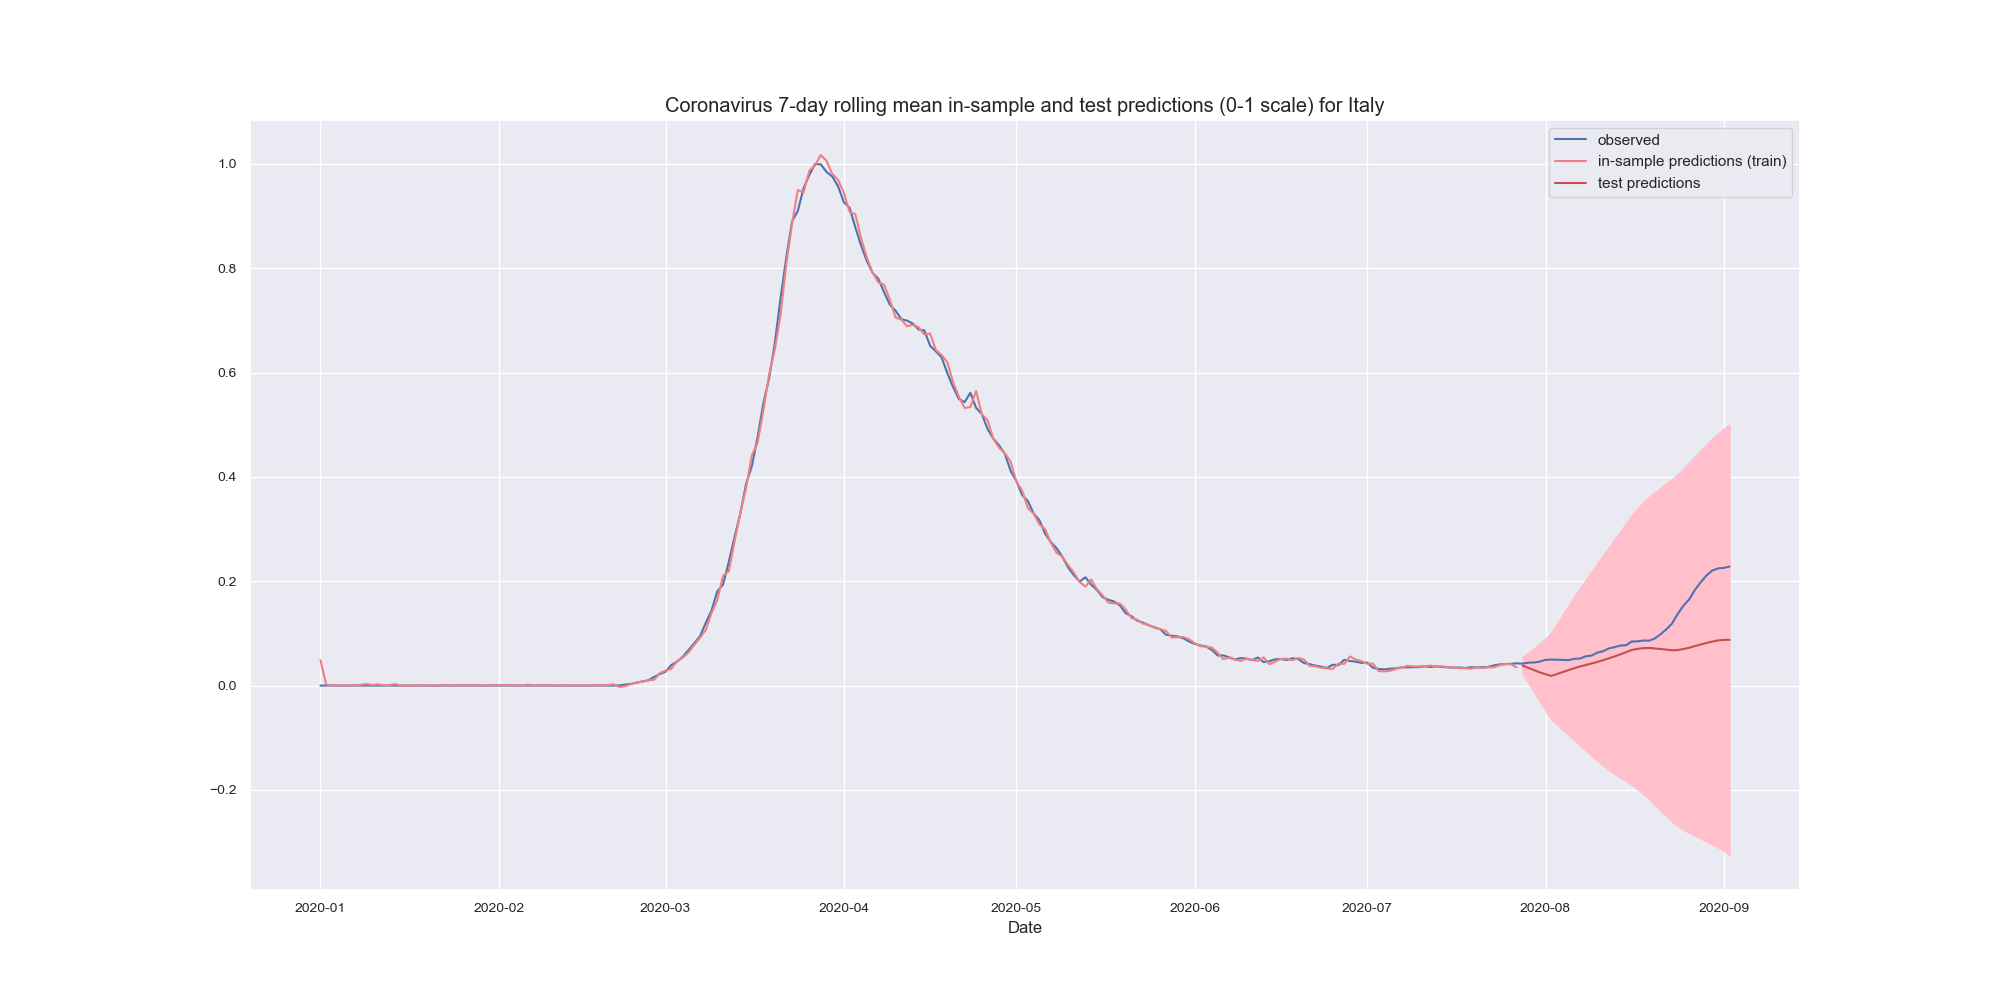 Coronavirus 7-day rolling mean in-sample and test predictions (0-1 scale) for Italy
observed
in-sample predictions (train)
test predictions
1.0
0.8
0.6
0.4
0.2
0.0
−0.2
2020-01 2020-02 2020-03 2020-04 2020-05 2020-06 2020-07 2020-08 2020-09
Date